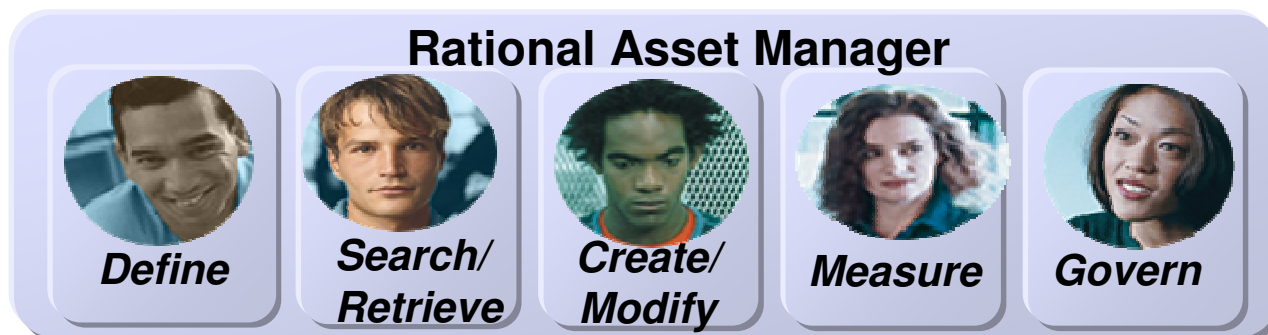 Rational Asset Manager
Define
Search/
Retrieve
Create/
Modify
Measure
Govern